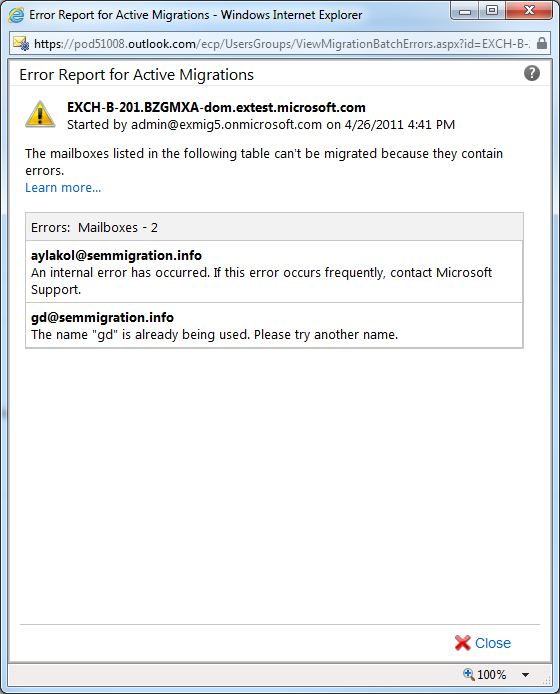 Error Report for Active Migrations - Windows Internet Explorer
https://pod51008.outlook.com/ecp/UsersGroups/ViewMigrationBatchErrors.aspx?id=EXCH-B-
Error Report for Active Migrations
?
EXCH-B-201.BZGMXA-dom.extest.microsoft.com
Started by admin@exmig5.onmicrosoft.com on 4/26/2011 4:41 PM
The mailboxes listed in the following table can't be migrated because they contain
errors.
Learn more...
Errors: Mailboxes - 2
aylakol@semmigration.info
An internal error has occurred. If this error occurs frequently, contact Microsoft
Support.
gd@semmigration.info
The name "gd" is already being used. Please try another name.
Close
100%